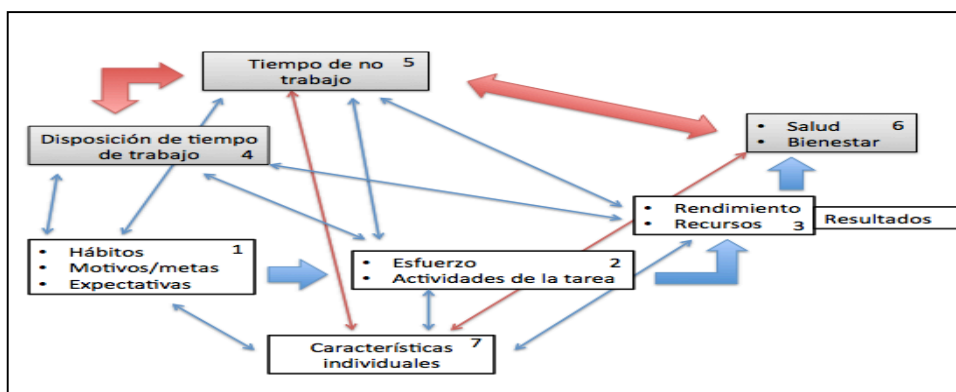 Tiempo de no 5
trabajo
Disposición de tiempo
de trabajo 4
• Salud 6
• Bienestar
• Rendimiento
• Recursos 3
Resultados
• Hábitos 1
• Motivos/metas
• Expectativas
• Esfuerzo 2
• Actividades de la tarea
Características 7
individuales